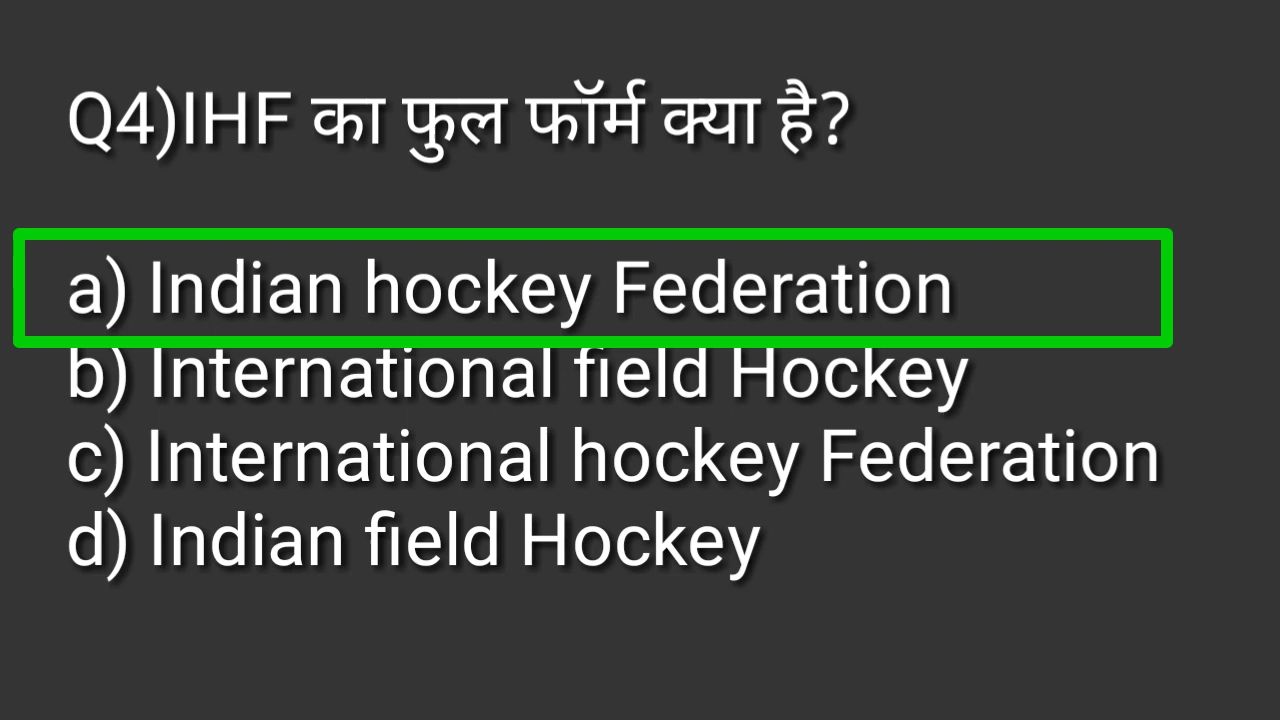 Q4)IHF का फुल फॉर्म क्या है?
a) Indian hockey Federation
b) International field Hockey
c) International hockey Federation
d) Indian field Hockey